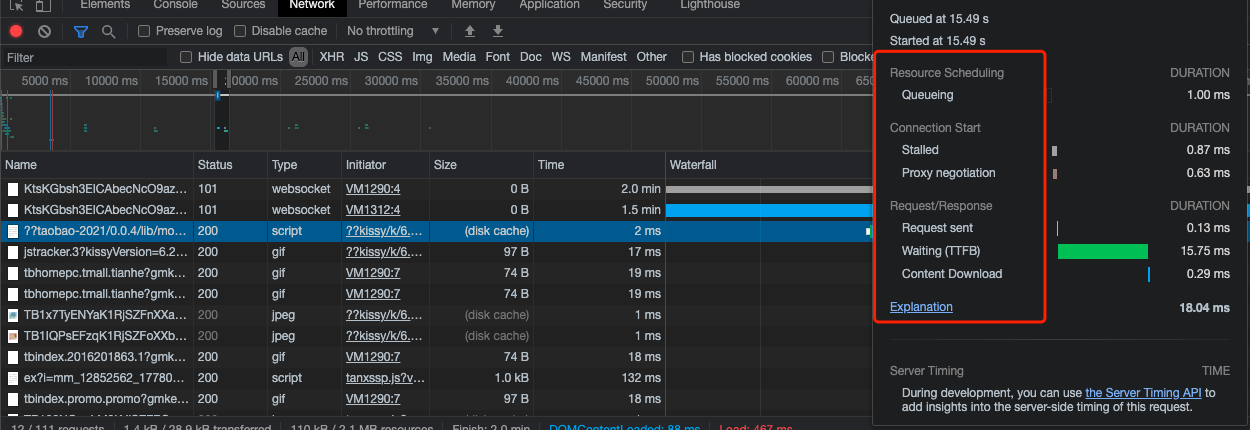 Elements Console Sources Network Performance Memory Application Security Lighthouse
Preserve log Disable cache No throttling
Filter Hide data URLs All XHR JS CSS Img Media Font Doc WS Manifest Other Has blocked cookies Blocke
5000 ms 10000 ms 15000 ms 0000 ms 25000 ms 30000 ms 35000 ms 40000 ms 45000 ms 50000 ms 55000 ms 60000 ms 65
Name Status Type Initiator Size Time Waterfall
KtsKGbsh3ElCAbecNcO9az... 101 websocket VM1290:4 0 B 2.0 min
KtsKGbsh3ElCAbecNcO9az... 101 websocket VM1312:4 0 B 1.5 min
??taobao-2021/0.0.4/lib/mo... 200 script ??kissy/k/6.... (disk cache) 2 ms
jstracker.3?kissyVersion=6.2... 200 gif ??kissy/k/6.... 97 B 17 ms
tbhomepc.tmall.tianhe?gmk... 200 gif VM1290:7 74 B 19 ms
tbhomepc.tmall.tianhe?gmk... 200 gif VM1290:7 74 B 19 ms
TB1x7TyENYaK1RjSZFnXXa... 200 jpeg ??kissy/k/6.... (disk cache) 1 ms
TB1IQPsEFzqK1RjSZFoXXb... 200 jpeg ??kissy/k/6.... (disk cache) 1 ms
tbindex.2016201863.1?gmk... 200 gif VM1290:7 74 B 18 ms
ex?i=mm_12852562_17780... 200 script tanxssp.js?v... 1.0 kB 132 ms
tbindex.promo.promo?gmke... 200 gif VM1290:7 97 B 18 ms
12 / 111 requests 1.4 kB / 28.9 kB transferred 110 kB / 2.1 MB resources Finish: 2.0 min DOMContentLoaded: 88 ms Load: 467 ms
Queued at 15.49 s
Started at 15.49 s
Resource Scheduling DURATION
Queueing 1.00 ms
Connection Start DURATION
Stalled 0.87 ms
Proxy negotiation 0.63 ms
Request/Response DURATION
Request sent 0.13 ms
Waiting (TTFB) 15.75 ms
Content Download 0.29 ms
Explanation 18.04 ms
Server Timing TIME
During development, you can use the Server Timing API to
add insights into the server-side timing of this request.